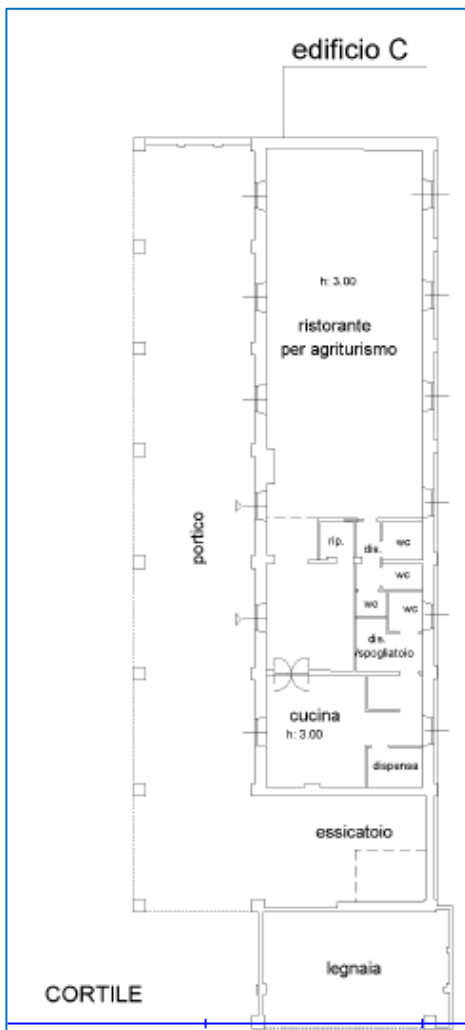 edificio C
h: 3.00
ristorante
per agriturismo
portico
rip.
dis.
wc
wc
wc
wc
dis.
/spogliatoio
cucina
h: 3.00
dispensa
essicatoio
legnaia
CORTILE